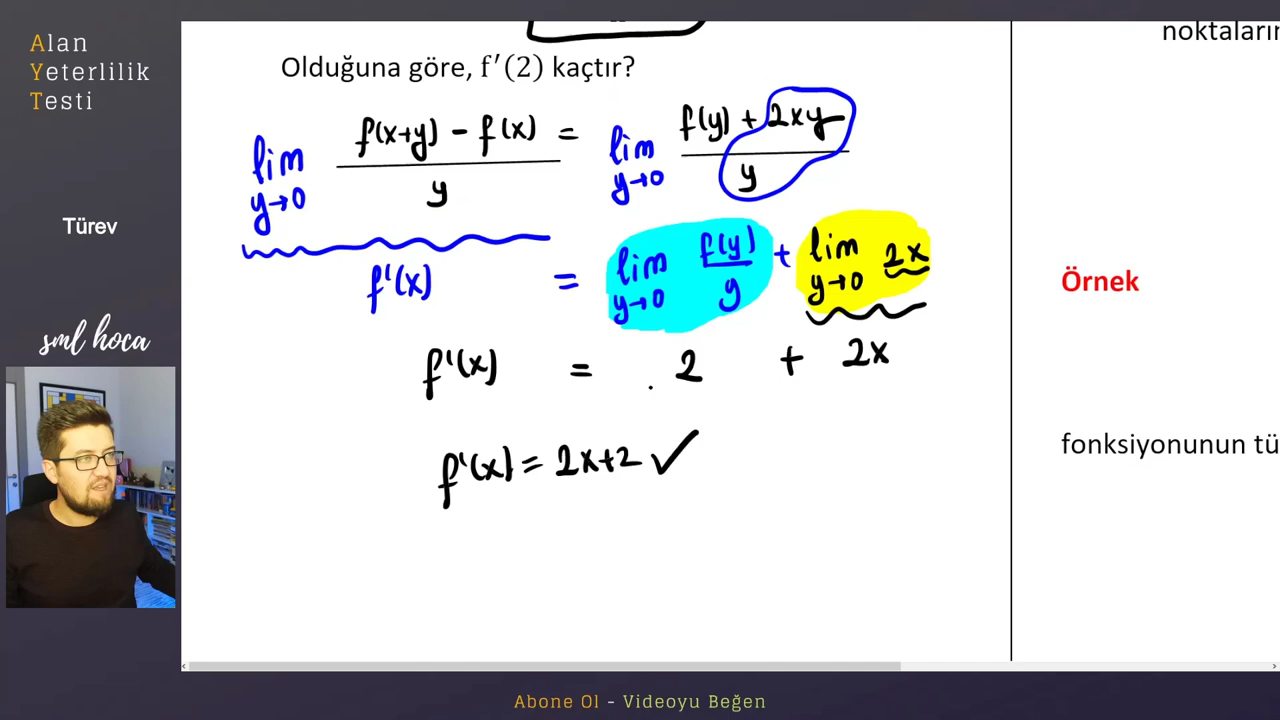 Alan
Yeterlilik
Testi
Türev
sml hoca
Olduğuna göre, f′(2) kaçtır?
lim y→0 f(x+y) - f(x) / y = lim y→0 f(y) + 2xy / y
f'(x) = lim y→0 f(y) / y + lim y→0 2x
f'(x) = 2 + 2x
f'(x) = 2x+2 ✓
noktaların
Örnek
fonksiyonunun tü
Abone Ol - Videoyu Beğen